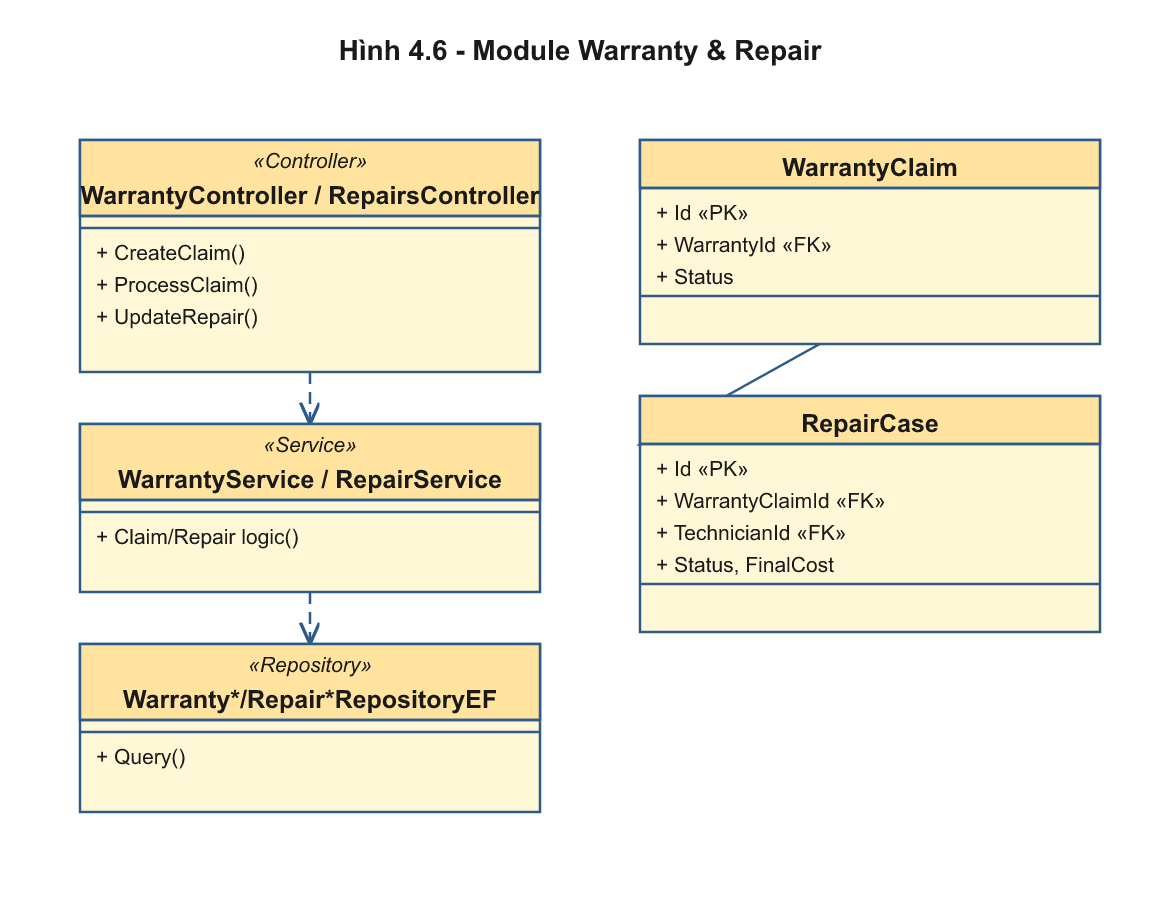 Hình 4.6 - Module Warranty & Repair
«Controller»
WarrantyController / RepairsController
+ CreateClaim()
+ ProcessClaim()
+ UpdateRepair()
«Service»
WarrantyService / RepairService
+ Claim/Repair logic()
«Repository»
Warranty*/Repair*RepositoryEF
+ Query()
WarrantyClaim
+ Id «PK»
+ WarrantyId «FK»
+ Status
RepairCase
+ Id «PK»
+ WarrantyClaimId «FK»
+ TechnicianId «FK»
+ Status, FinalCost